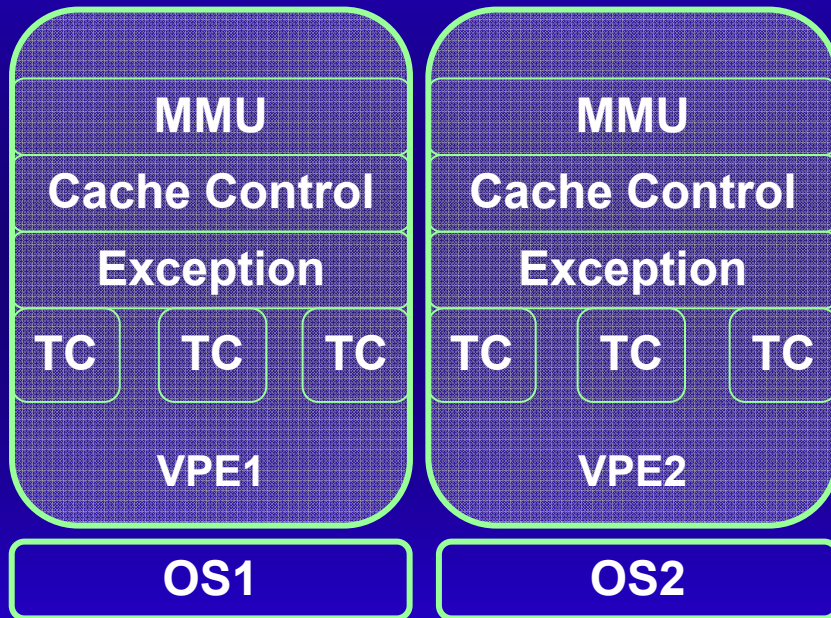 MMU
Cache Control
Exception
TC TC TC
VPE1
OS1
MMU
Cache Control
Exception
TC TC TC
VPE2
OS2